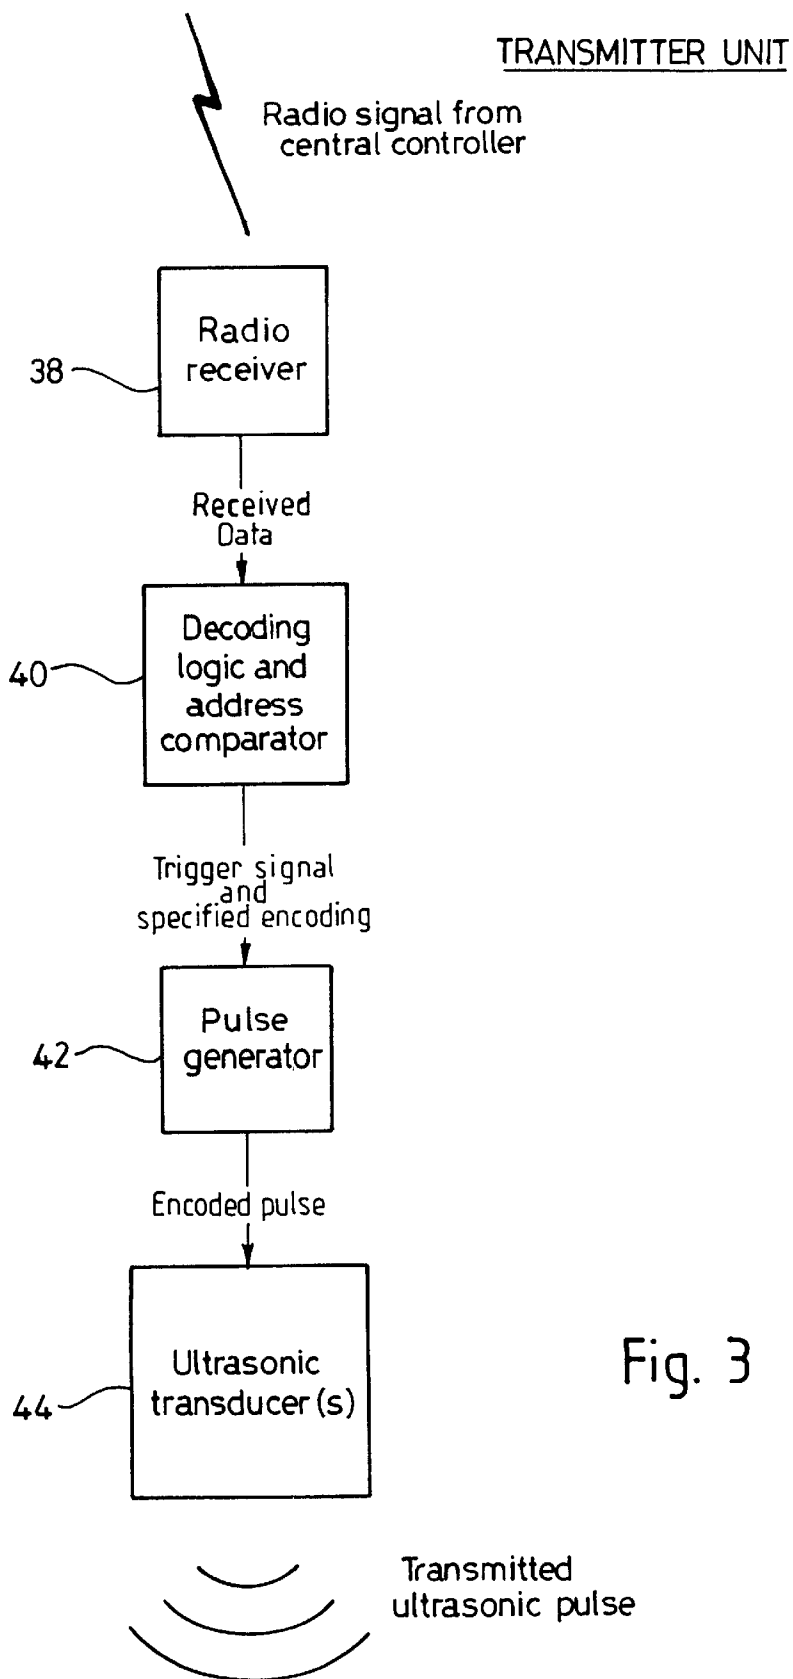 TRANSMITTER UNIT
Radio signal from
central controller
Radio
receiver
38
Received
Data
Decoding
logic and
address
comparator
40
Trigger signal
and
specified encoding
Pulse
generator
42
Encoded pulse
Ultrasonic
transducer(s)
44
Fig. 3
Transmitted
ultrasonic pulse